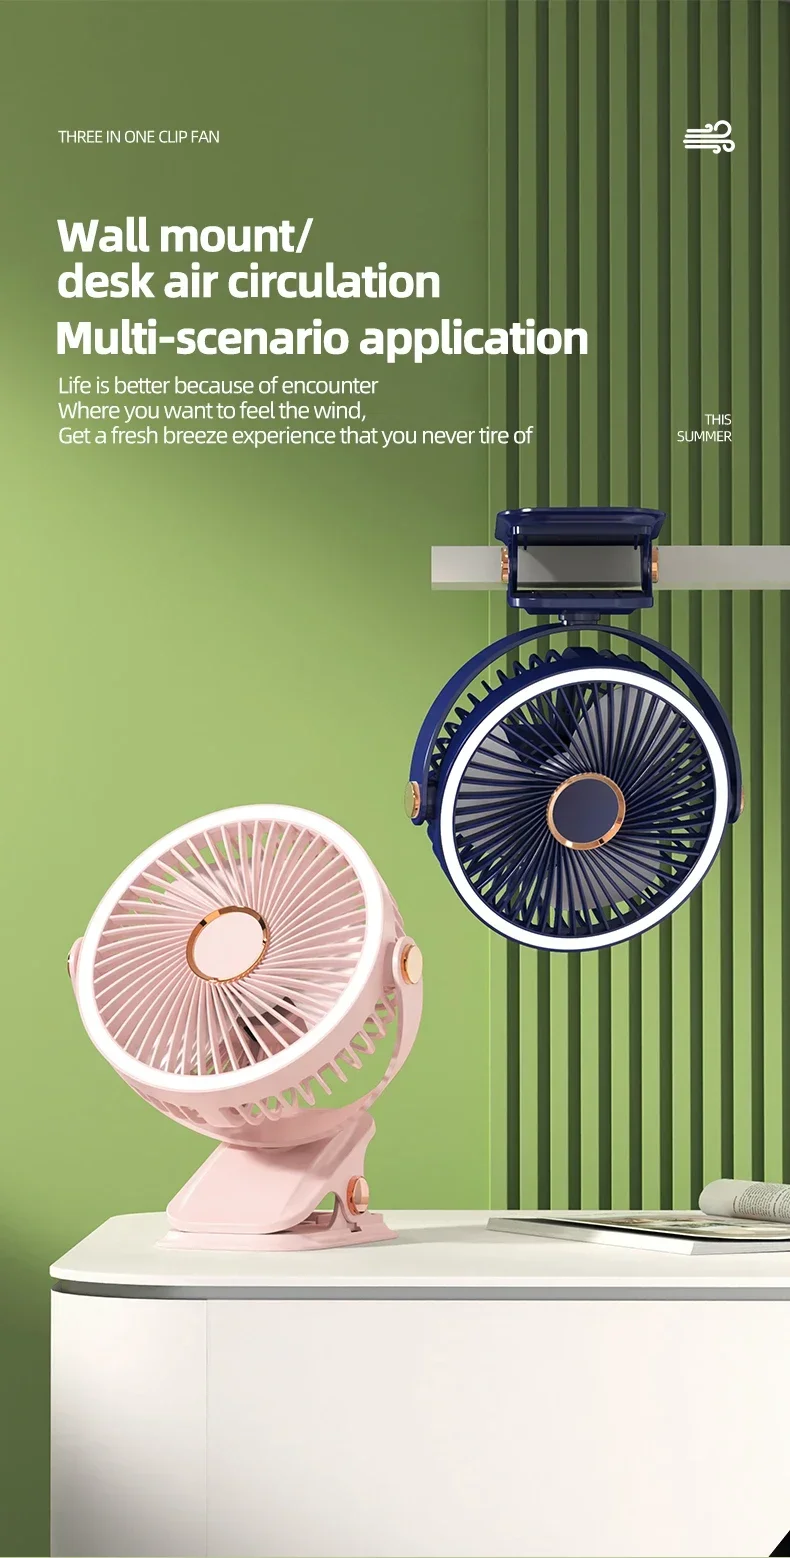 THREE IN ONE CLIP FAN
Wall mount/
desk air circulation
Multi-scenario application
Life is better because of encounter
Where you want to feel the wind,
Get a fresh breeze experience that you never tire of
THIS
SUMMER